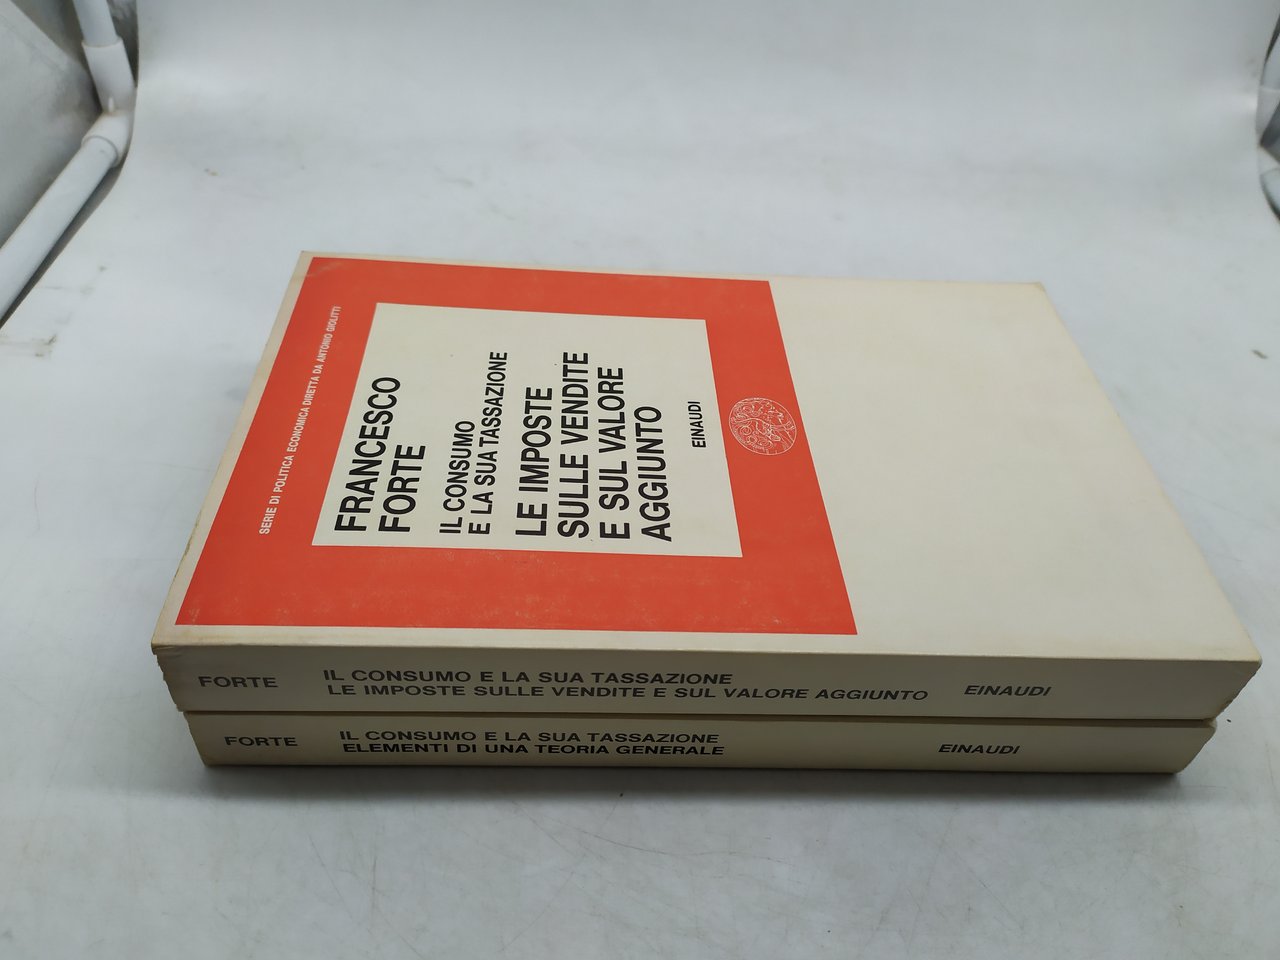 SERIE DI POLITICA ECONOMICA DIRETTA DA ANTONIO GIOLITTI
FRANCESCO
FORTE
IL CONSUMO
E LA SUA TASSAZIONE
LE IMPOSTE
SULLE VENDITE
E SUL VALORE
AGGIUNTO
EINAUDI
FORTE
IL CONSUMO E LA SUA TASSAZIONE
LE IMPOSTE SULLE VENDITE E SUL VALORE AGGIUNTO
EINAUDI
FORTE
IL CONSUMO E LA SUA TASSAZIONE
ELEMENTI DI UNA TEORIA GENERALE
EINAUDI